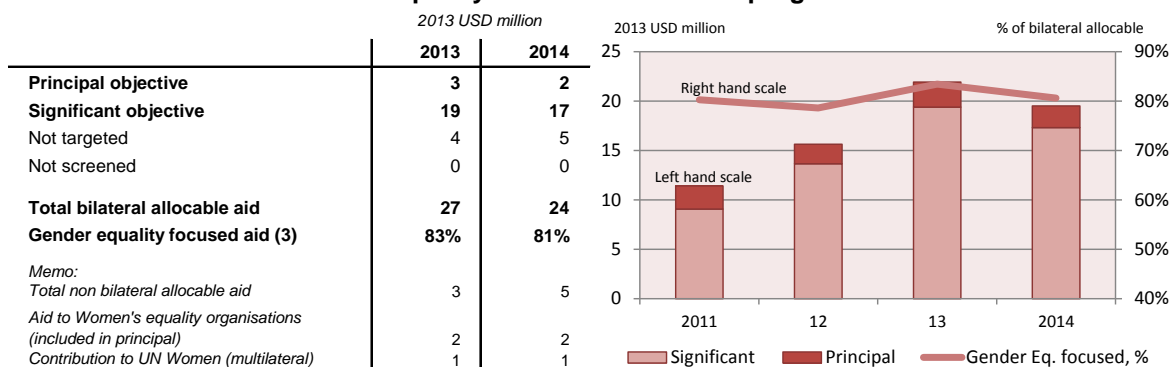 2013 USD million
2013 2014
Principal objective 3 2
Significant objective 19 17
Not targeted 4 5
Not screened 0 0
Total bilateral allocable aid 27 24
Gender equality focused aid (3) 83% 81%
Memo:
Total non bilateral allocable aid 3 5
Aid to Women's equality organisations
(included in principal) 2 2
Contribution to UN Women (multilateral) 1 1
2013 USD million % of bilateral allocable
25 90%
20 80%
15 70%
10 60%
5 50%
0 40%
Right hand scale
Left hand scale
2011 12 13 2014
Significant Principal Gender Eq. focused, %